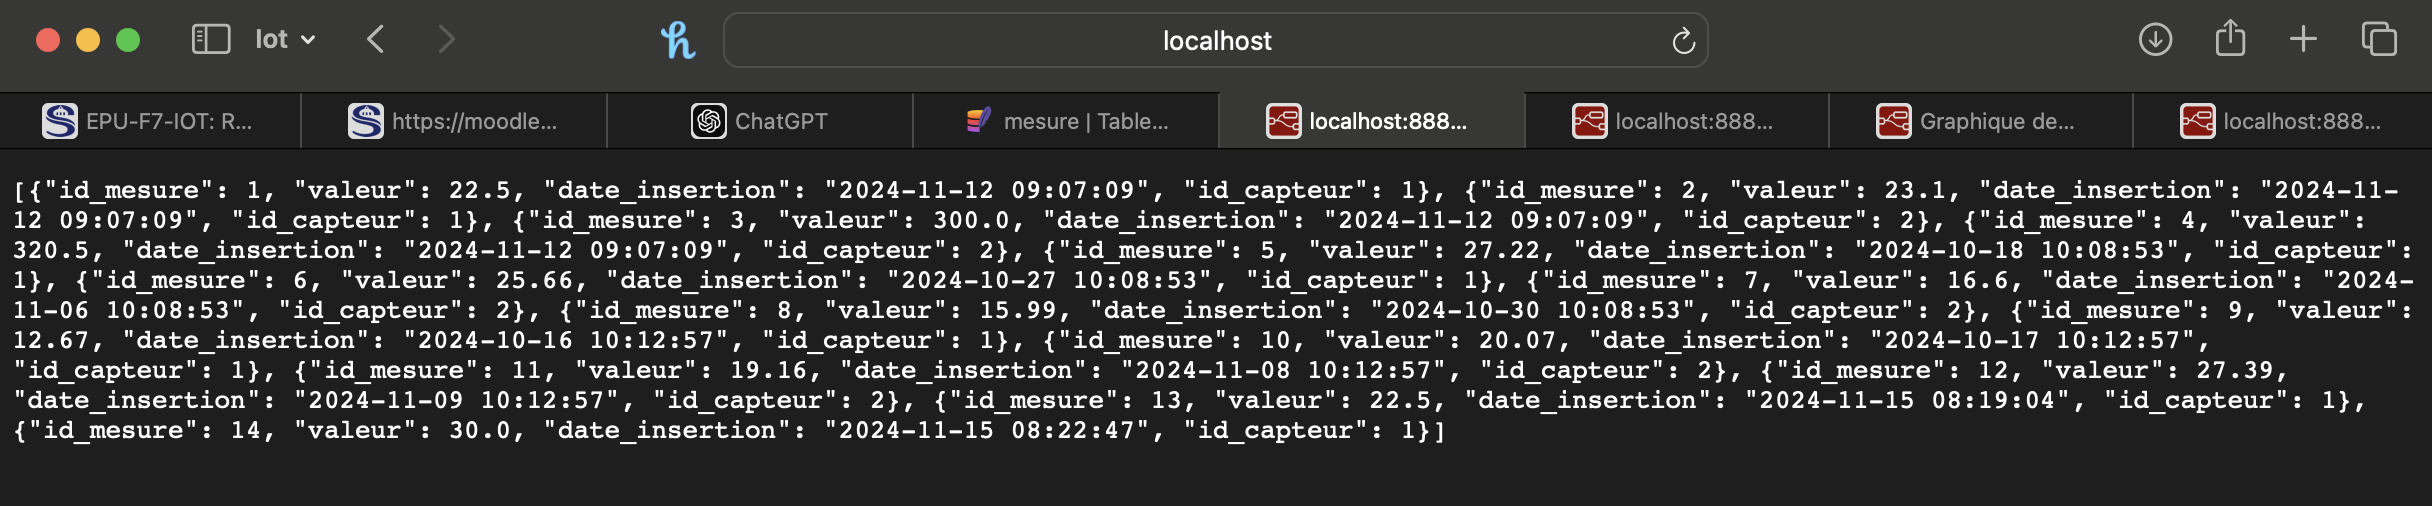 Iot
localhost
EPU-F7-IOT: R...
https://moodle...
ChatGPT
mesure | Table...
localhost:888...
localhost:888...
Graphique de...
localhost:888...
[{"id_mesure": 1, "valeur": 22.5, "date_insertion": "2024-11-12 09:07:09", "id_capteur": 1}, {"id_mesure": 2, "valeur": 23.1, "date_insertion": "2024-11-
12 09:07:09", "id_capteur": 1}, {"id_mesure": 3, "valeur": 300.0, "date_insertion": "2024-11-12 09:07:09", "id_capteur": 2}, {"id_mesure": 4, "valeur":
320.5, "date_insertion": "2024-11-12 09:07:09", "id_capteur": 2}, {"id_mesure": 5, "valeur": 27.22, "date_insertion": "2024-10-18 10:08:53", "id_capteur":
1}, {"id_mesure": 6, "valeur": 25.66, "date_insertion": "2024-10-27 10:08:53", "id_capteur": 1}, {"id_mesure": 7, "valeur": 16.6, "date_insertion": "2024-
11-06 10:08:53", "id_capteur": 2}, {"id_mesure": 8, "valeur": 15.99, "date_insertion": "2024-10-30 10:08:53", "id_capteur": 2}, {"id_mesure": 9, "valeur":
12.67, "date_insertion": "2024-10-16 10:12:57", "id_capteur": 1}, {"id_mesure": 10, "valeur": 20.07, "date_insertion": "2024-10-17 10:12:57",
"id_capteur": 1}, {"id_mesure": 11, "valeur": 19.16, "date_insertion": "2024-11-08 10:12:57", "id_capteur": 2}, {"id_mesure": 12, "valeur": 27.39,
"date_insertion": "2024-11-09 10:12:57", "id_capteur": 2}, {"id_mesure": 13, "valeur": 22.5, "date_insertion": "2024-11-15 08:19:04", "id_capteur": 1},
{"id_mesure": 14, "valeur": 30.0, "date_insertion": "2024-11-15 08:22:47", "id_capteur": 1}]